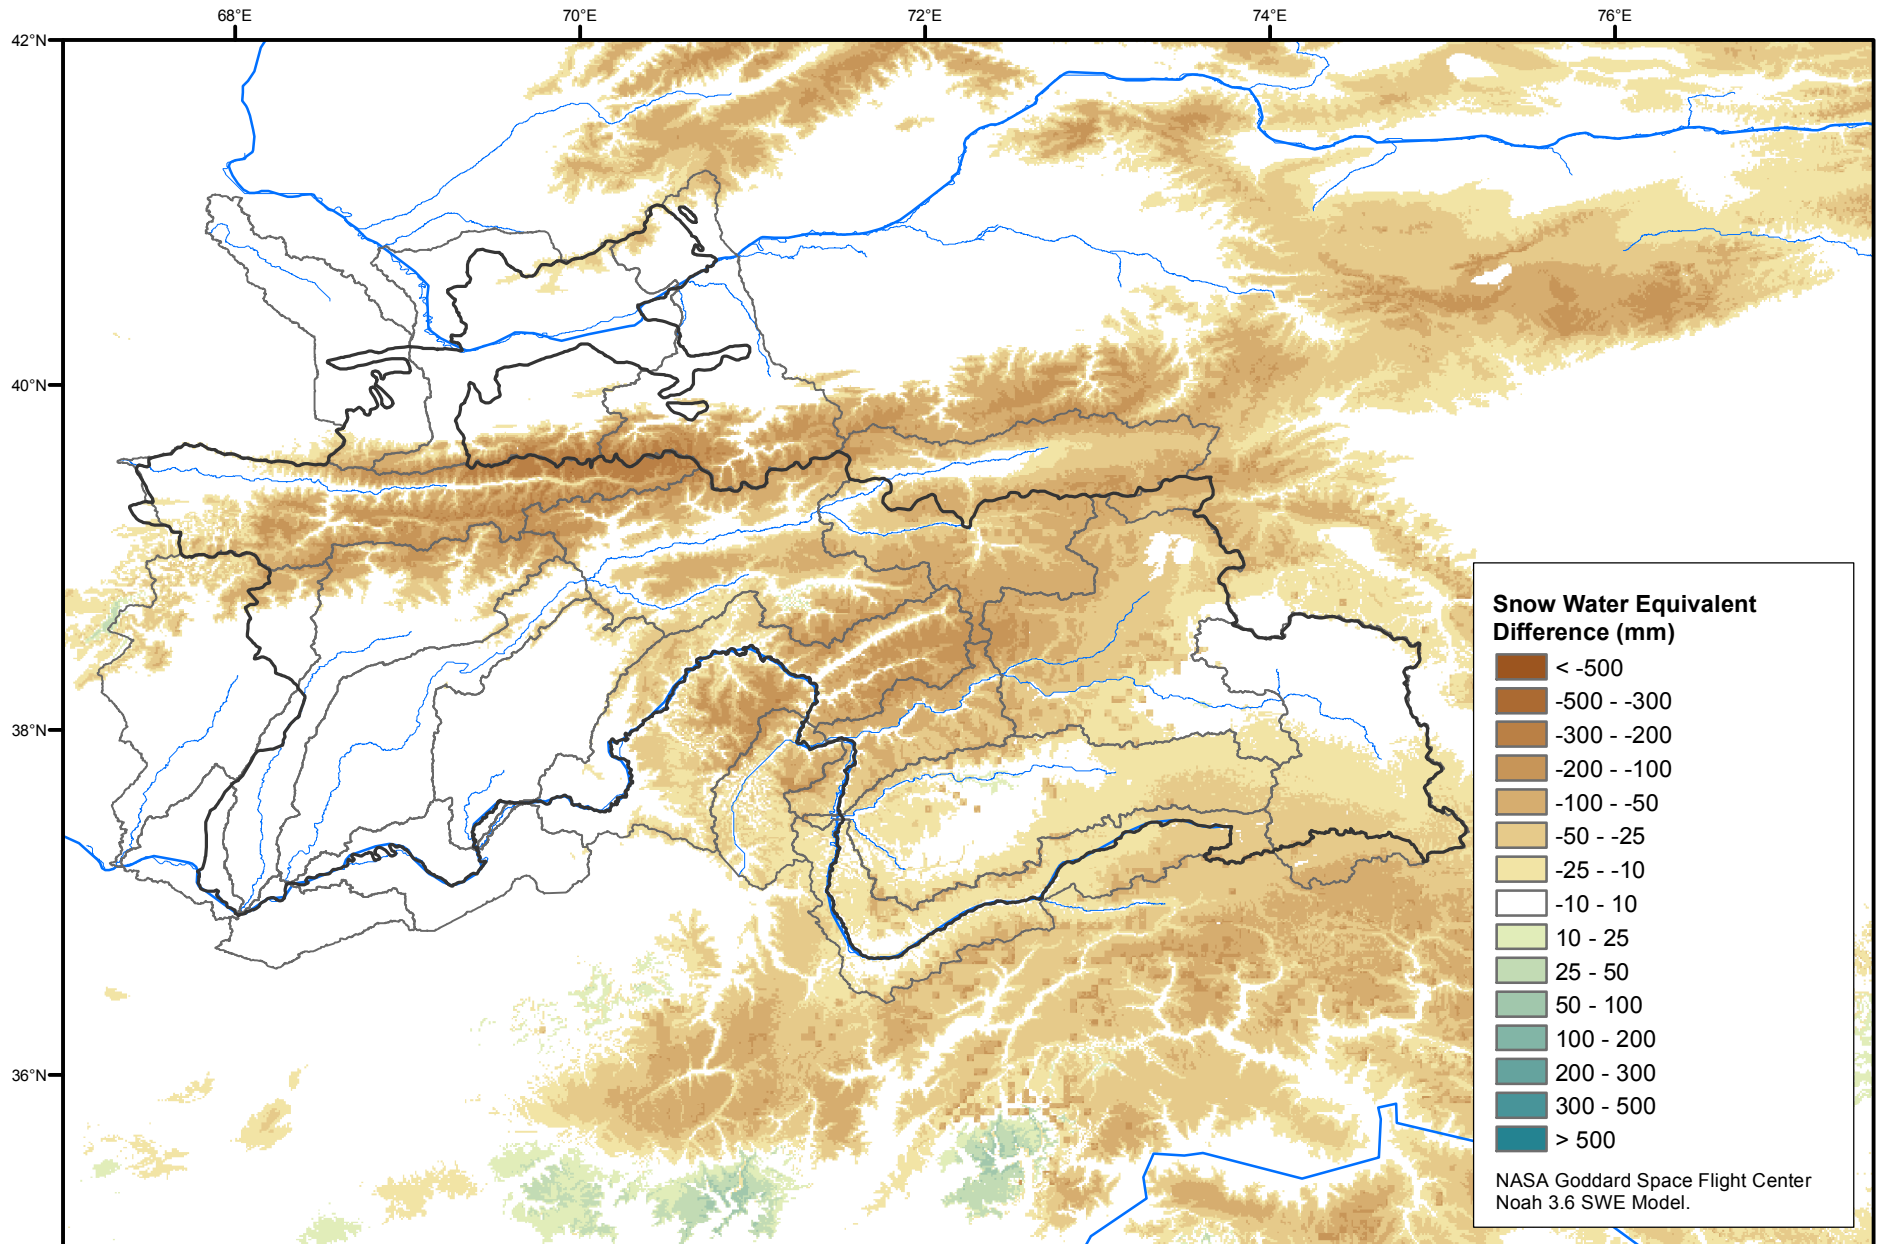 68°E 70°E 72°E 74°E 76°E
42°N
40°N
38°N
36°N
Snow Water Equivalent
Difference (mm)
< -500
-500 - -300
-300 - -200
-200 - -100
-100 - -50
-50 - -25
-25 - -10
-10 - 10
10 - 25
25 - 50
50 - 100
100 - 200
200 - 300
300 - 500
> 500
NASA Goddard Space Flight Center
Noah 3.6 SWE Model.